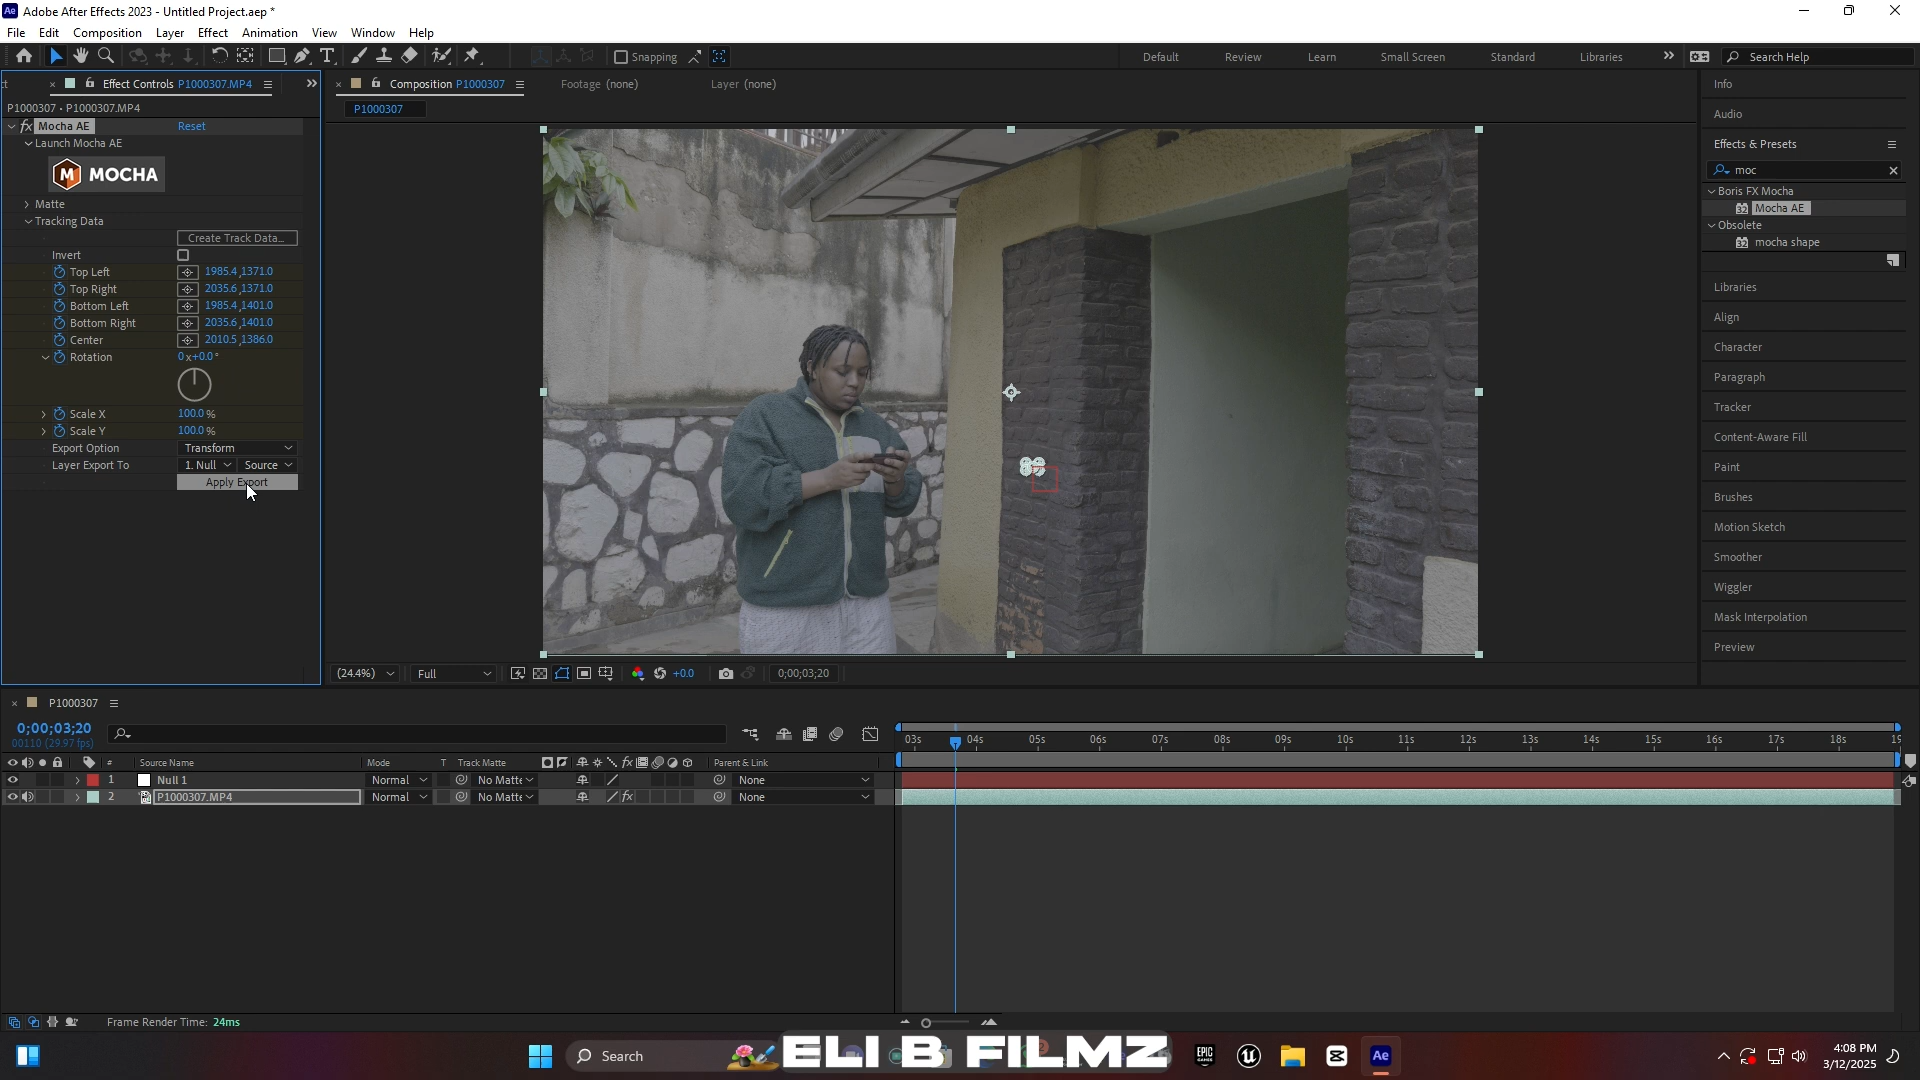 Adobe After Effects 2023 - Untitled Project.aep *
File Edit Composition Layer Effect Animation View Window Help
Snapping
Default Review Learn Small Screen Standard Libraries Search Help
Effect Controls P1000307.MP4
Composition P1000307
Footage (none)
Layer (none)
P1000307 • P1000307.MP4
P1000307
fx Mocha AE Reset
Launch Mocha AE
MOCHA
Matte
Tracking Data
Create Track Data...
Invert
Top Left 1985.4,1371.0
Top Right 2035.6,1371.0
Bottom Left 1985.4,1401.0
Bottom Right 2035.6,1401.0
Center 2010.5,1386.0
Rotation 0x+0.0°
Scale X 100.0%
Scale Y 100.0%
Export Option Transform
Layer Export To 1. Null Source
Apply Export
(24.4%) Full +0.0 0;00;03;20
Info
Audio
Effects & Presets
moc
Boris FX Mocha
Mocha AE
Obsolete
mocha shape
Libraries
Align
Character
Paragraph
Tracker
Content-Aware Fill
Paint
Brushes
Motion Sketch
Smoother
Wiggler
Mask Interpolation
Preview
P1000307
0;00;03;20
00110 (29.97 fps)
03s 04s 05s 06s 07s 08s 09s 10s 11s 12s 13s 14s 15s 16s 17s 18s 19
# Source Name Mode T Track Matte Parent & Link
1 Null 1 Normal No Matte None
2 P1000307.MP4 Normal No Matte None
Frame Render Time: 24ms
Search
ELI B FILMZ
EPIC GAMES
Ae
4:08 PM
3/12/2025